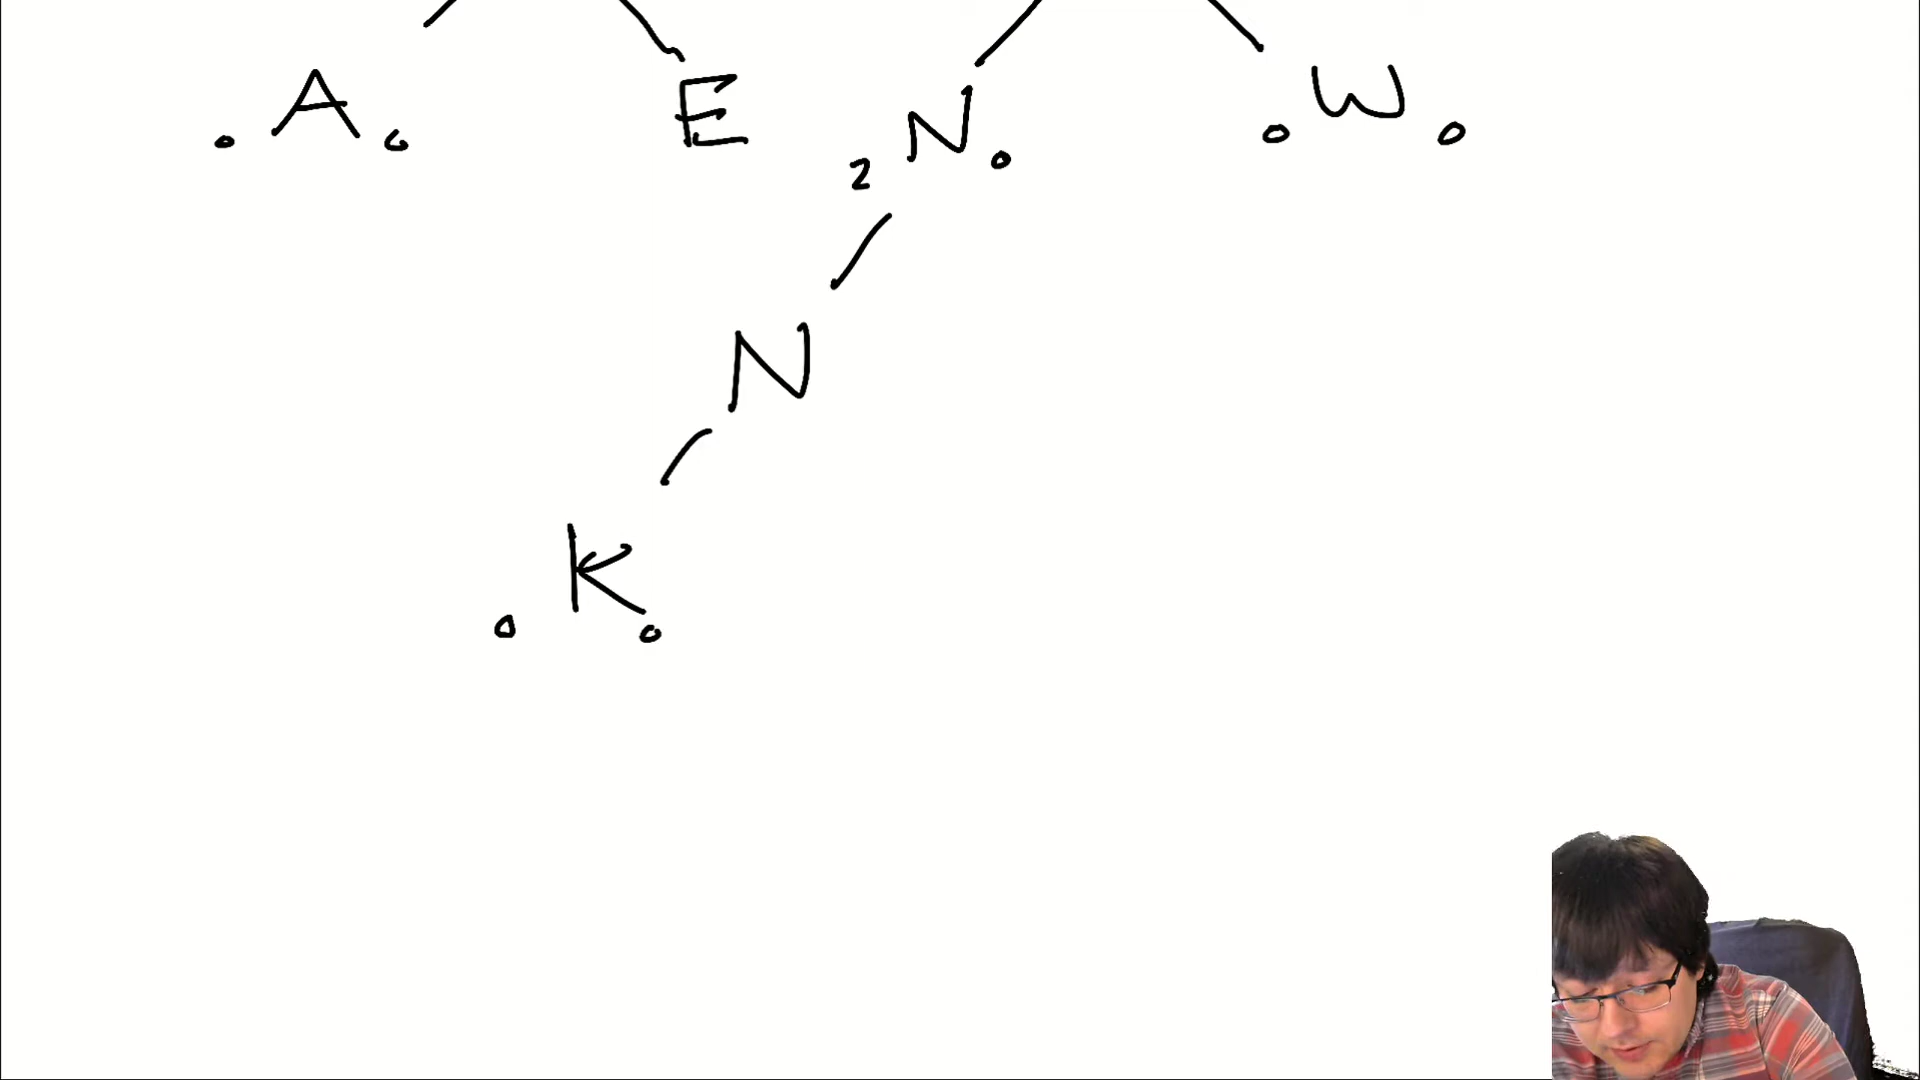 . A . E N . W .
o o 2 o o o
N
K
o o